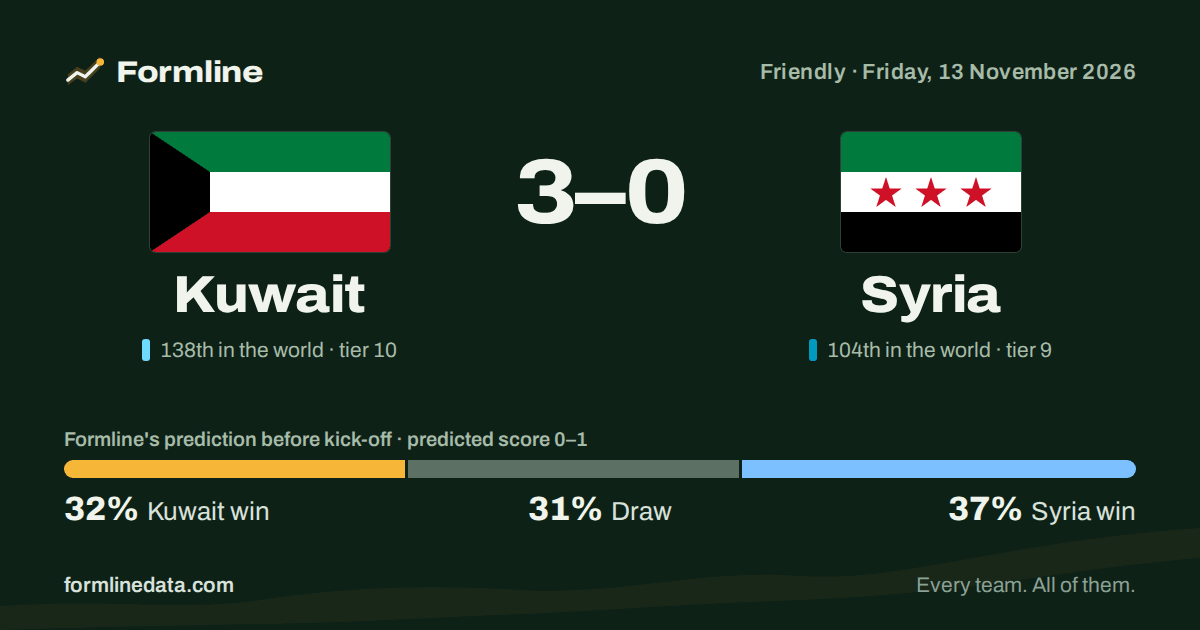 Formline
Friendly · Friday, 13 November 2026
3–0
Kuwait
Syria
138th in the world · tier 10
104th in the world · tier 9
Formline's prediction before kick-off · predicted score 0–1
32% Kuwait win
31% Draw
37% Syria win
formlinedata.com
Every team. All of them.